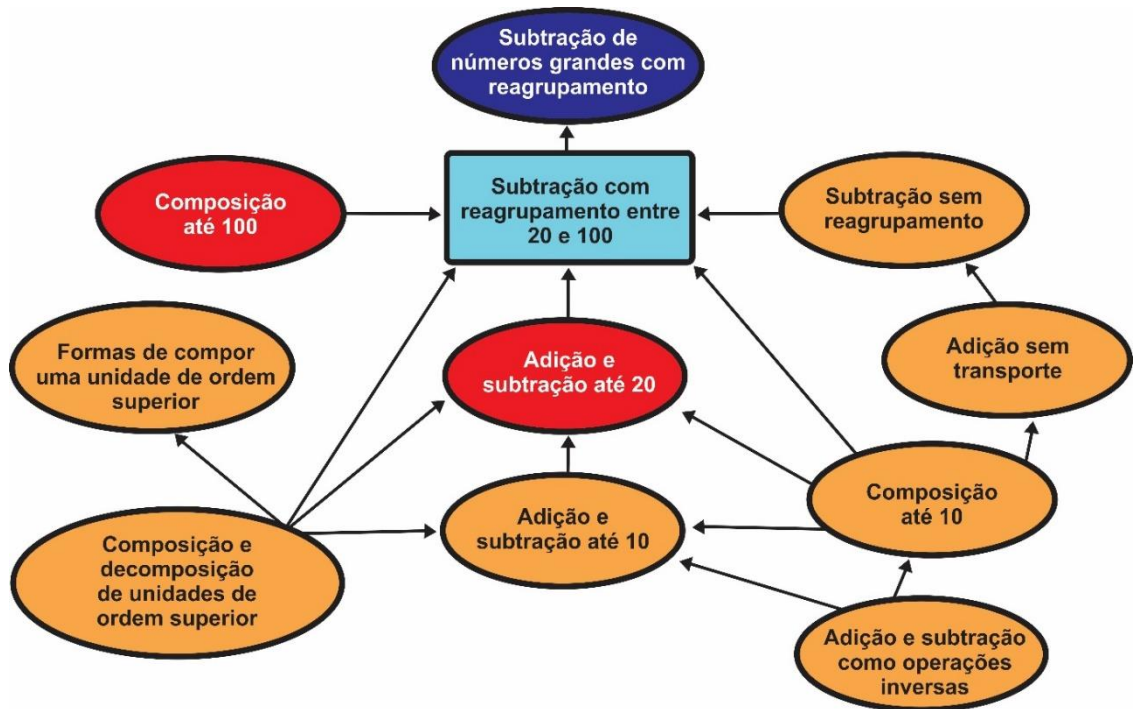 Subtração de
números grandes com
reagrupamento
Composição
até 100
Subtração com
reagrupamento entre
20 e 100
Subtração sem
reagrupamento
Formas de compor
uma unidade de ordem
superior
Adição e
subtração até 20
Adição sem
transporte
Composição e
decomposição
de unidades de
ordem superior
Adição e
subtração até 10
Composição
até 10
Adição e subtração
como operações
inversas